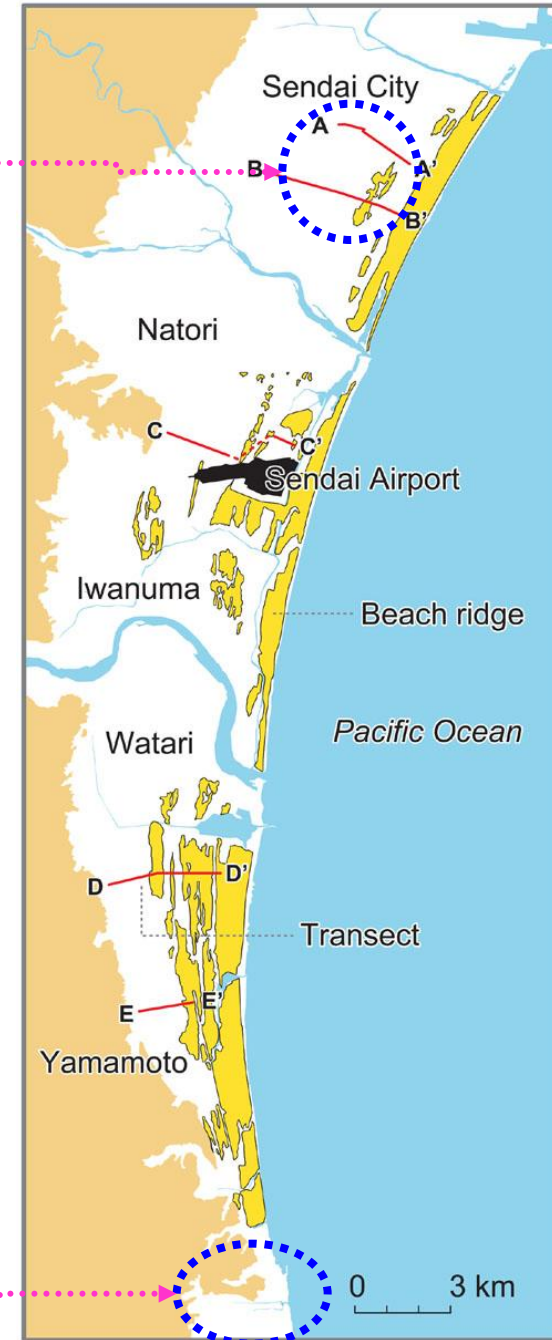 Sendai City
A
A'
B
B'
Natori
C
C'
Sendai Airport
Iwanuma
Beach ridge
Pacific Ocean
Watari
D
D'
Transect
E
E'
Yamamoto
0 3 km